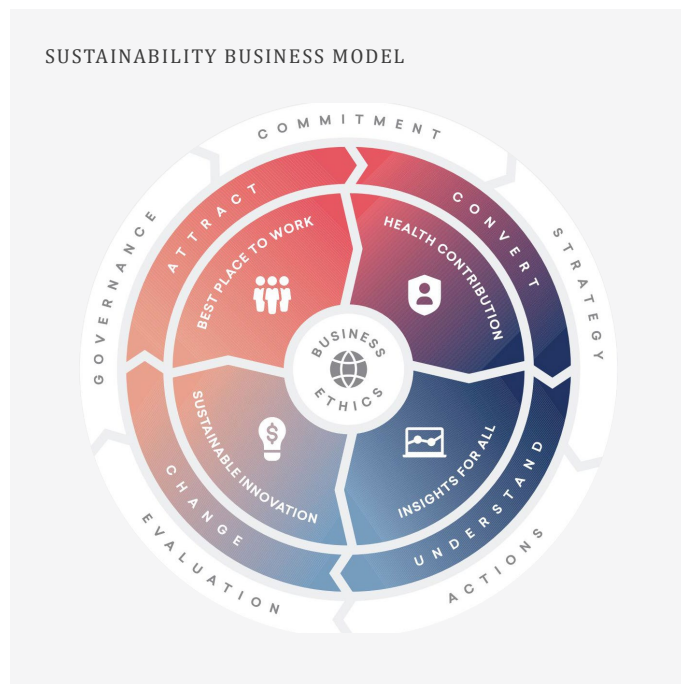 SUSTAINABILITY BUSINESS MODEL
COMMITMENT
STRATEGY
ACTIONS
EVALUATION
GOVERNANCE
ATTRACT
CONVERT
UNDERSTAND
CHANGE
BEST PLACE TO WORK
HEALTH CONTRIBUTION
INSIGHTS FOR ALL
SUSTAINABLE INNOVATION
BUSINESS
ETHICS
$